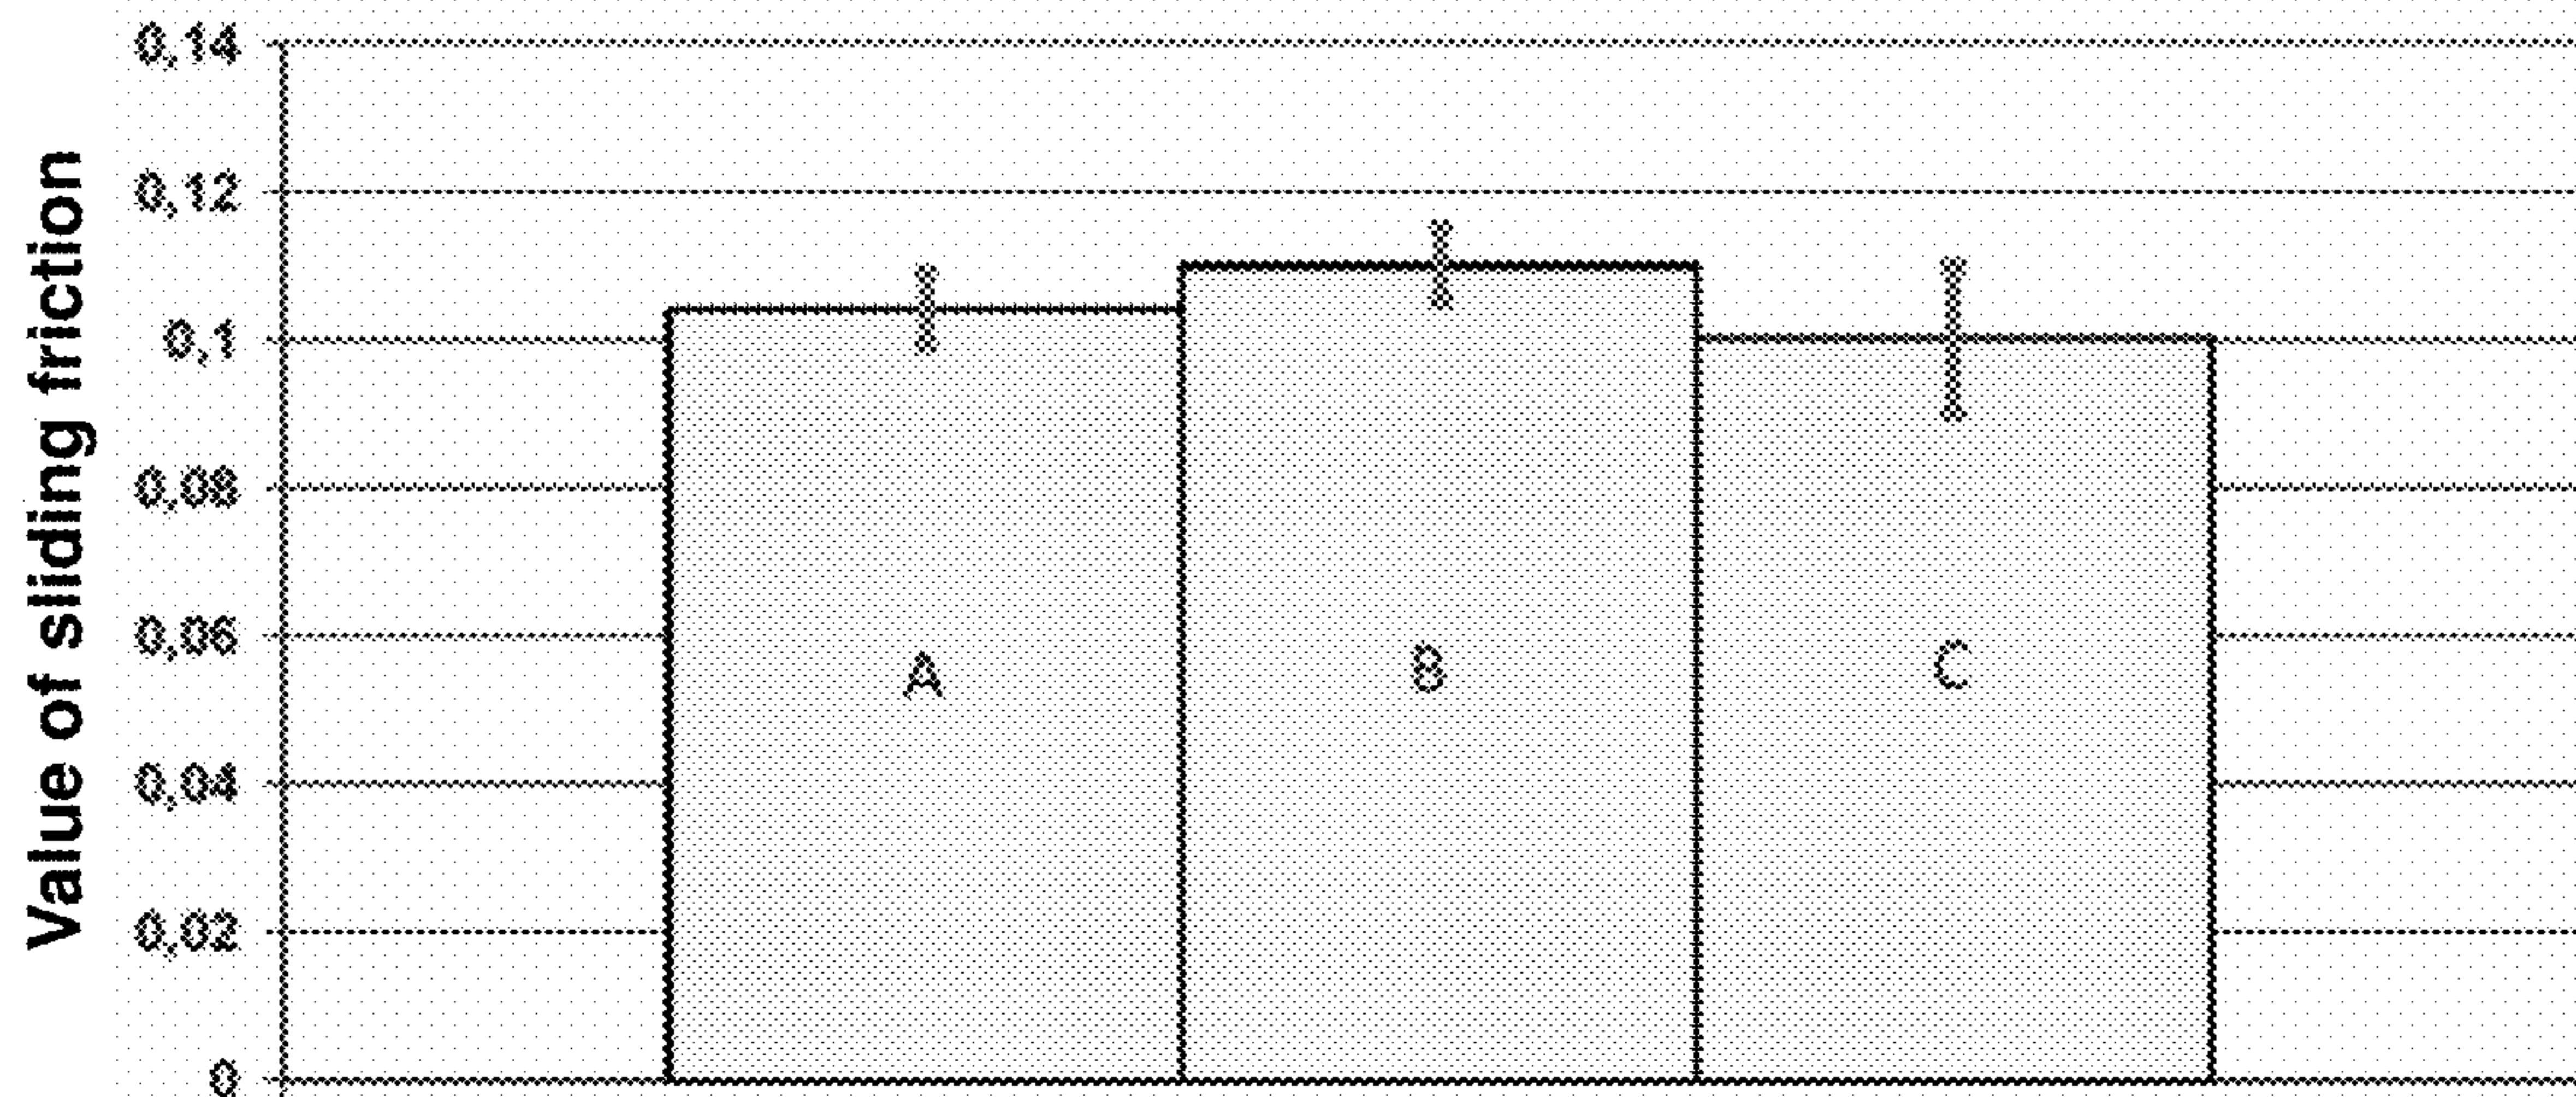 Value of sliding friction
0,14
0,12
0,1
0,08
0,06
0,04
0,02
0
A
B
C